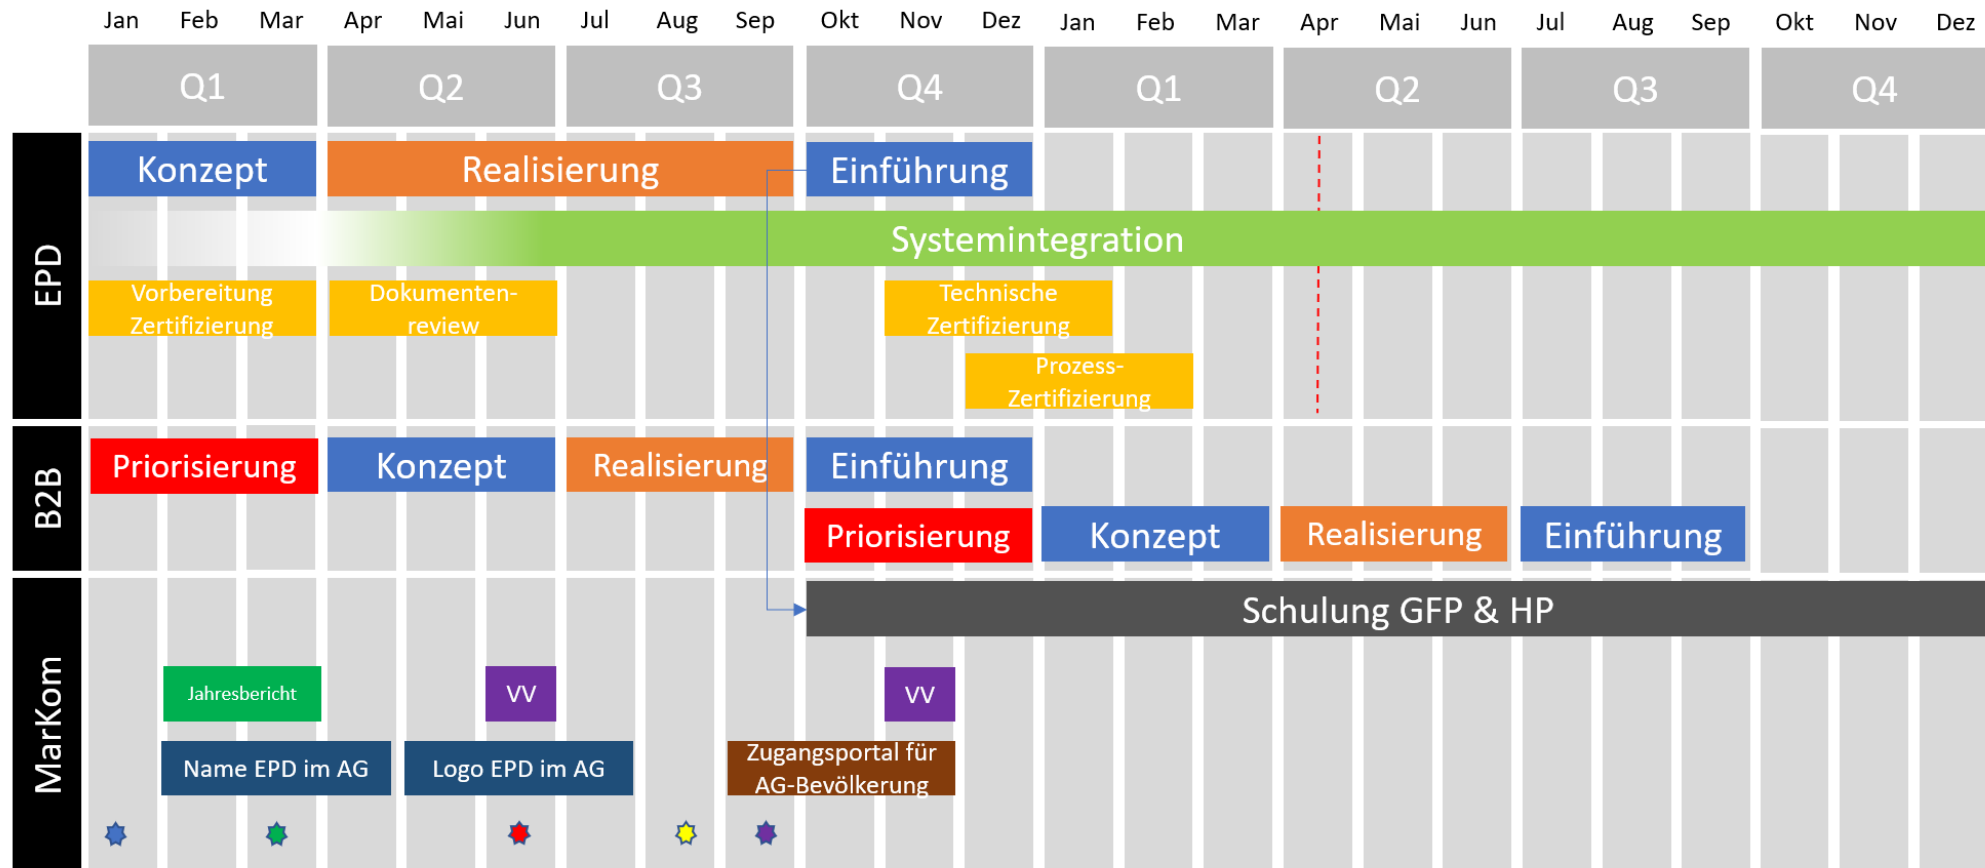 Jan Feb Mar Apr Mai Jun Jul Aug Sep Okt Nov Dez Jan Feb Mar Apr Mai Jun Jul Aug Sep Okt Nov Dez
Q1 Q2 Q3 Q4 Q1 Q2 Q3 Q4
EPD
Konzept Realisierung Einführung
Systemintegration
Vorbereitung
Zertifizierung
Dokumenten-
review
Technische
Zertifizierung
Prozess-
Zertifizierung
B2B
Priorisierung Konzept Realisierung Einführung
Priorisierung Konzept Realisierung Einführung
MarKom
Schulung GFP & HP
Jahresbericht VV VV
Name EPD im AG Logo EPD im AG
Zugangsportal für
AG-Bevölkerung